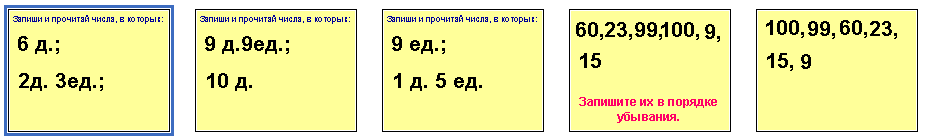 Запиши и прочитай числа, в которых:
6 д.;
2д. 3ед.;
Запиши и прочитай числа, в которых:
9 д.9ед.;
10 д.
Запиши и прочитай числа, в которых:
9 ед.;
1 д. 5 ед.
60,23,99,100, 9,
15
Запишите их в порядке
убывания.
100, 99, 60,23,
15, 9